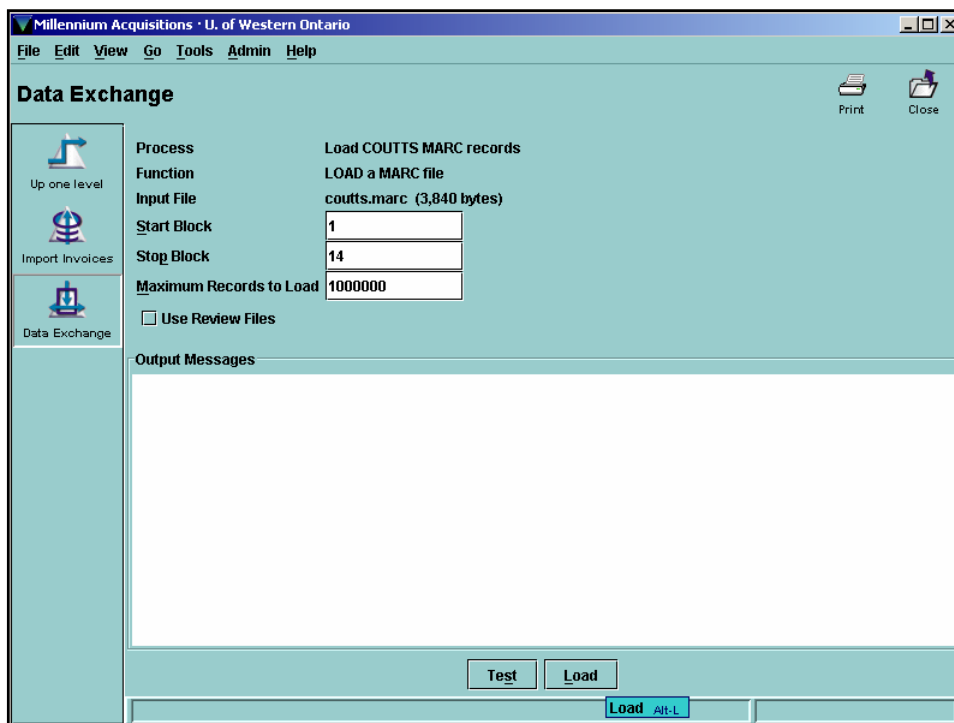 Millennium Acquisitions · U. of Western Ontario
File Edit View Go Tools Admin Help
Data Exchange
Print
Close
Up one level
Import Invoices
Data Exchange
Process Load COUTTS MARC records
Function LOAD a MARC file
Input File coutts.marc (3,840 bytes)
Start Block 1
Stop Block 14
Maximum Records to Load 1000000
Use Review Files
Output Messages
Test Load
Load Alt-L